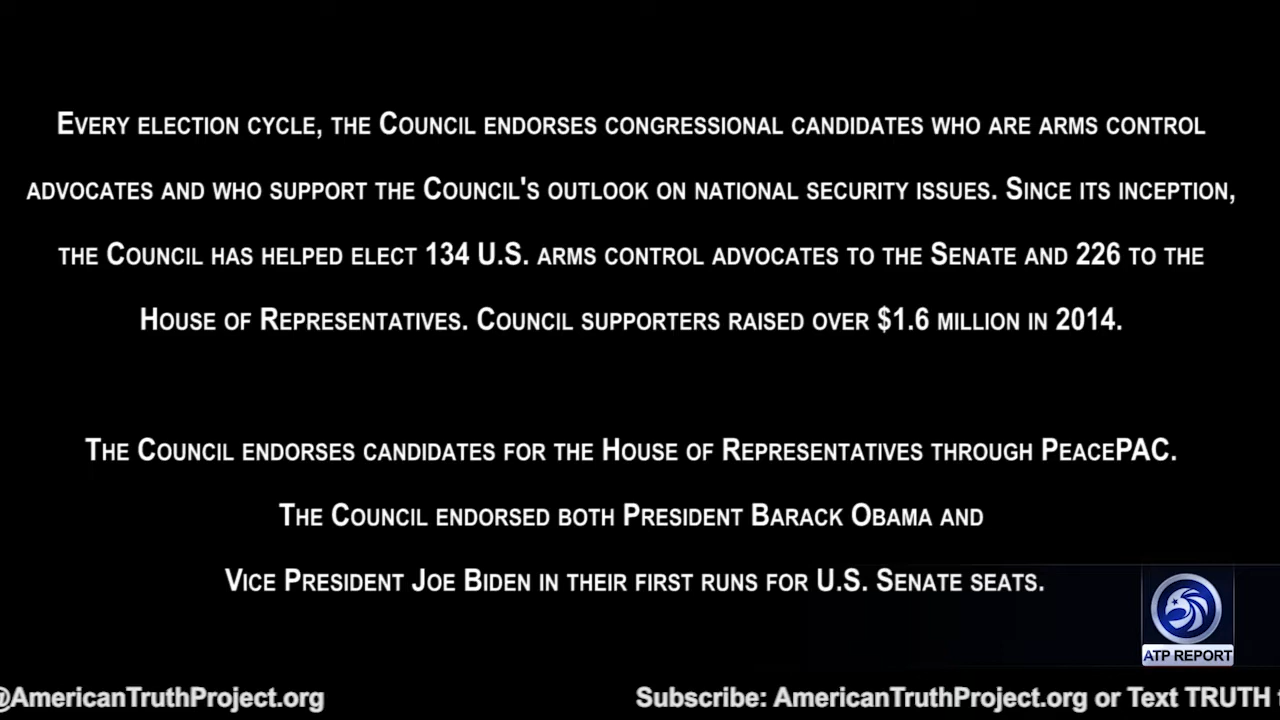 Every election cycle, the Council endorses congressional candidates who are arms control
advocates and who support the Council's outlook on national security issues. Since its inception,
the Council has helped elect 134 U.S. arms control advocates to the Senate and 226 to the
House of Representatives. Council supporters raised over $1.6 million in 2014.
The Council endorses candidates for the House of Representatives through PeacePAC.
The Council endorsed both President Barack Obama and
Vice President Joe Biden in their first runs for U.S. Senate seats.
ATP REPORT
@AmericanTruthProject.org
Subscribe: AmericanTruthProject.org or Text TRUTH